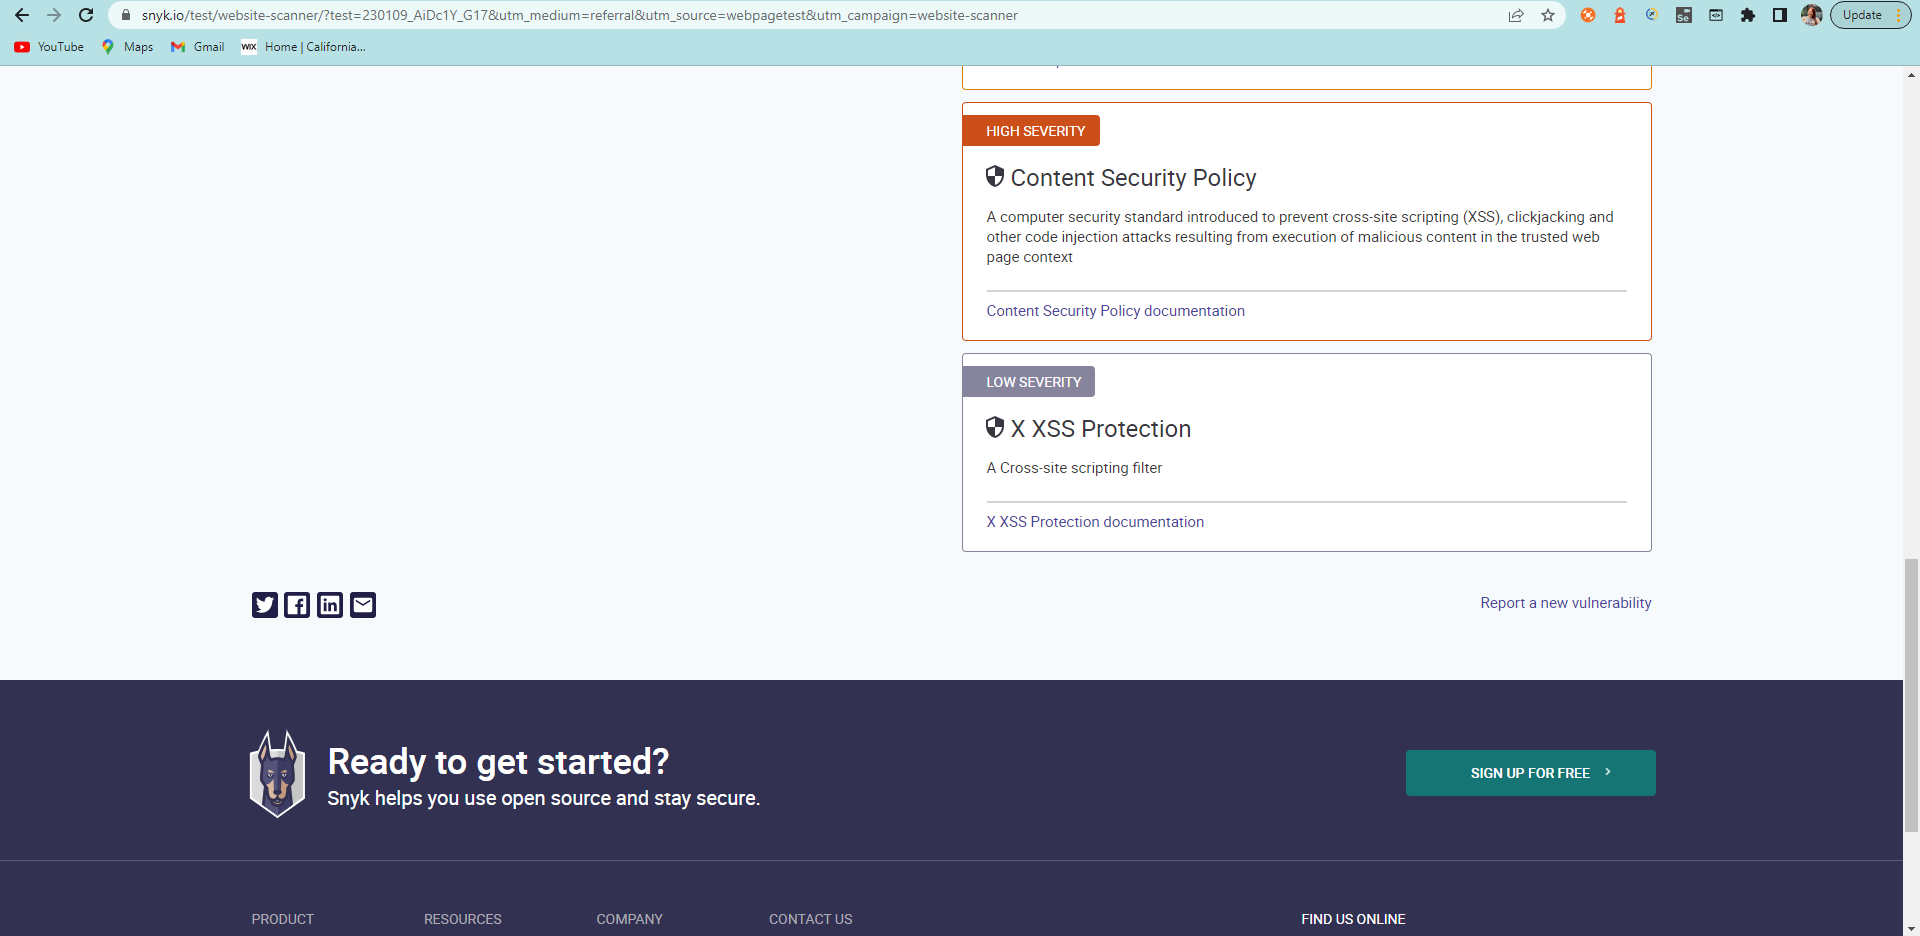 snyk.io/test/website-scanner/?test=230109_AiDc1Y_G17&utm_medium=referral&utm_source=webpagetest&utm_campaign=website-scanner
Se
Update
YouTube
Maps
Gmail
WIX
Home | California...
HIGH SEVERITY
Content Security Policy
A computer security standard introduced to prevent cross-site scripting (XSS), clickjacking and
other code injection attacks resulting from execution of malicious content in the trusted web
page context
Content Security Policy documentation
LOW SEVERITY
X XSS Protection
A Cross-site scripting filter
X XSS Protection documentation
Report a new vulnerability
Ready to get started?
Snyk helps you use open source and stay secure.
SIGN UP FOR FREE
PRODUCT
RESOURCES
COMPANY
CONTACT US
FIND US ONLINE